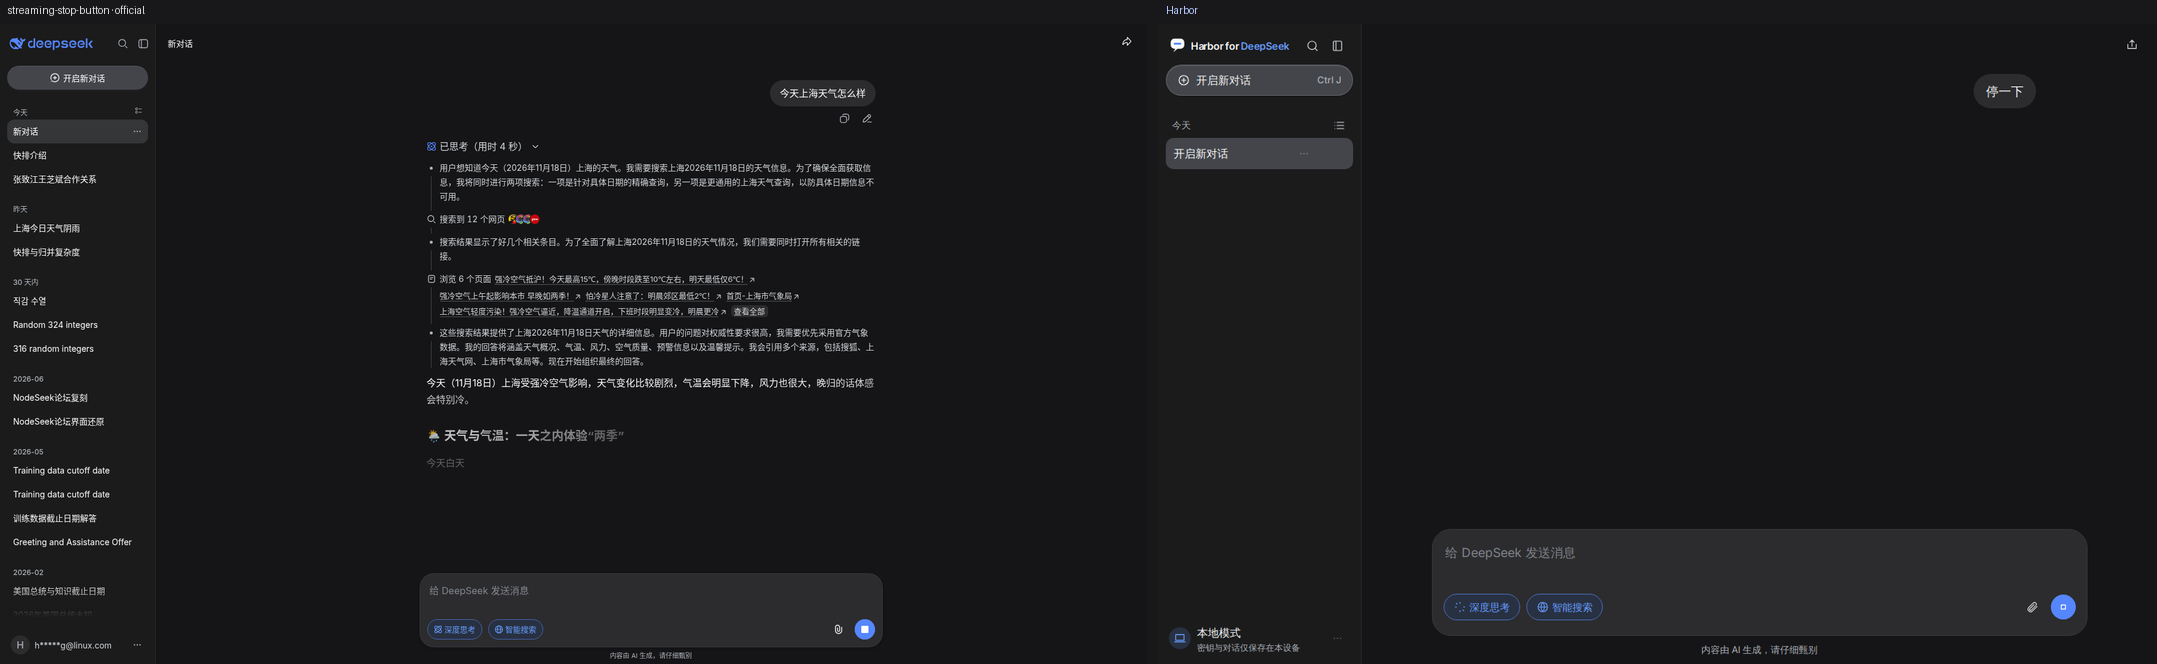 streaming-stop-button · official
deepseek
开启新对话
今天
新对话
快排介绍
张致江王芝斌合作关系
昨天
上海今日天气阴雨
快排与归并复杂度
30 天内
직감 수열
Random 324 integers
316 random integers
2026-06
NodeSeek论坛复刻
NodeSeek论坛界面还原
2026-05
Training data cutoff date
Training data cutoff date
训练数据截止日期解答
Greeting and Assistance Offer
2026-02
美国总统与知识截止日期
H h*****g@linux.com
新对话
今天上海天气怎么样
已思考（用时 4 秒）
用户想知道今天（2026年11月18日）上海的天气。我需要搜索上海2026年11月18日的天气信息。为了确保全面获取信
息，我将同时进行两项搜索：一项是针对具体日期的精确查询，另一项是更通用的上海天气查询，以防具体日期信息不
可用。
搜索到 12 个网页
搜索结果显示了好几个相关条目。为了全面了解上海2026年11月18日的天气情况，我们需要同时打开所有相关的链
接。
浏览 6 个页面 强冷空气抵沪！今天最高15℃，傍晚时段跌至10℃左右，明天最低仅6℃！
强冷空气上午起影响本市 早晚如两季！ 怕冷星人注意了：明晨郊区最低2℃！ 首页-上海市气象局
上海空气轻度污染！强冷空气逼近，降温通道开启，下班时段明显变冷，明晨更冷 查看全部
这些搜索结果提供了上海2026年11月18日天气的详细信息。用户的问题对权威性要求很高，我需要优先采用官方气象
数据。我的回答将涵盖天气概况、气温、风力、空气质量、预警信息以及温馨提示。我会引用多个来源，包括搜狐、上
海天气网、上海市气象局等。现在开始组织最终的回答。
今天（11月18日）上海受强冷空气影响，天气变化比较剧烈，气温会明显下降，风力也很大，晚归的话体感
会特别冷。
天气与气温：一天之内体验“两季”
今天白天
给 DeepSeek 发送消息
深度思考 智能搜索
内容由 AI 生成，请仔细甄别
Harbor
Harbor for DeepSeek
开启新对话 Ctrl J
今天
开启新对话
本地模式
密钥与对话仅保存在本设备
停一下
给 DeepSeek 发送消息
深度思考 智能搜索
内容由 AI 生成，请仔细甄别